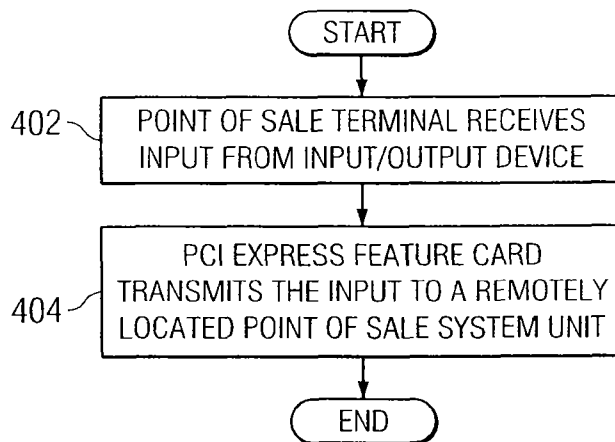 START
402
POINT OF SALE TERMINAL RECEIVES
INPUT FROM INPUT/OUTPUT DEVICE
404
PCI EXPRESS FEATURE CARD
TRANSMITS THE INPUT TO A REMOTELY
LOCATED POINT OF SALE SYSTEM UNIT
END